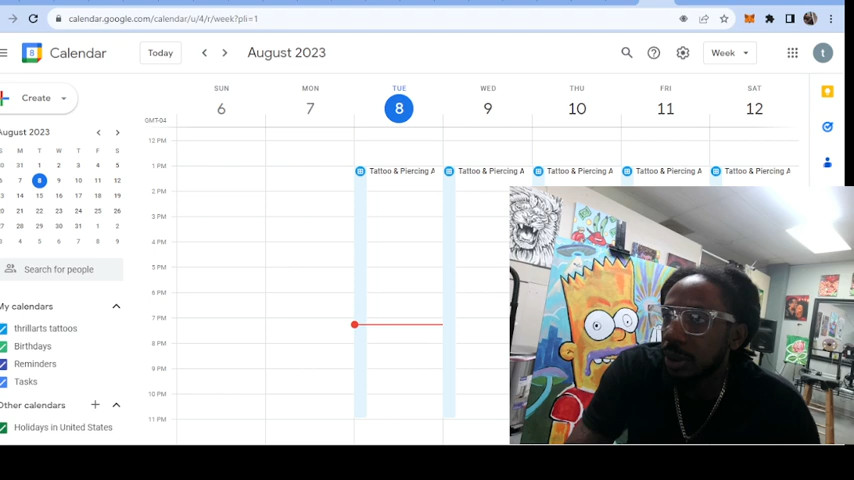 calendar.google.com/calendar/u/4/r/week?pli=1
8
Calendar
Today
August 2023
Week
t
Create
SUN
MON
TUE
WED
THU
FRI
SAT
6
7
8
9
10
11
12
GMT-04
August 2023
S M T W T F S
30 31 1 2 3 4 5
6 7 8 9 10 11 12
13 14 15 16 17 18 19
20 21 22 23 24 25 26
27 28 29 30 31 1 2
3 4 5 6 7 8 9
Search for people
My calendars
thrillarts tattoos
Birthdays
Reminders
Tasks
Other calendars
Holidays in United States
12 PM
1 PM
Tattoo & Piercing A
Tattoo & Piercing A
Tattoo & Piercing A
Tattoo & Piercing A
Tattoo & Piercing A
2 PM
3 PM
4 PM
5 PM
6 PM
7 PM
8 PM
9 PM
10 PM
11 PM